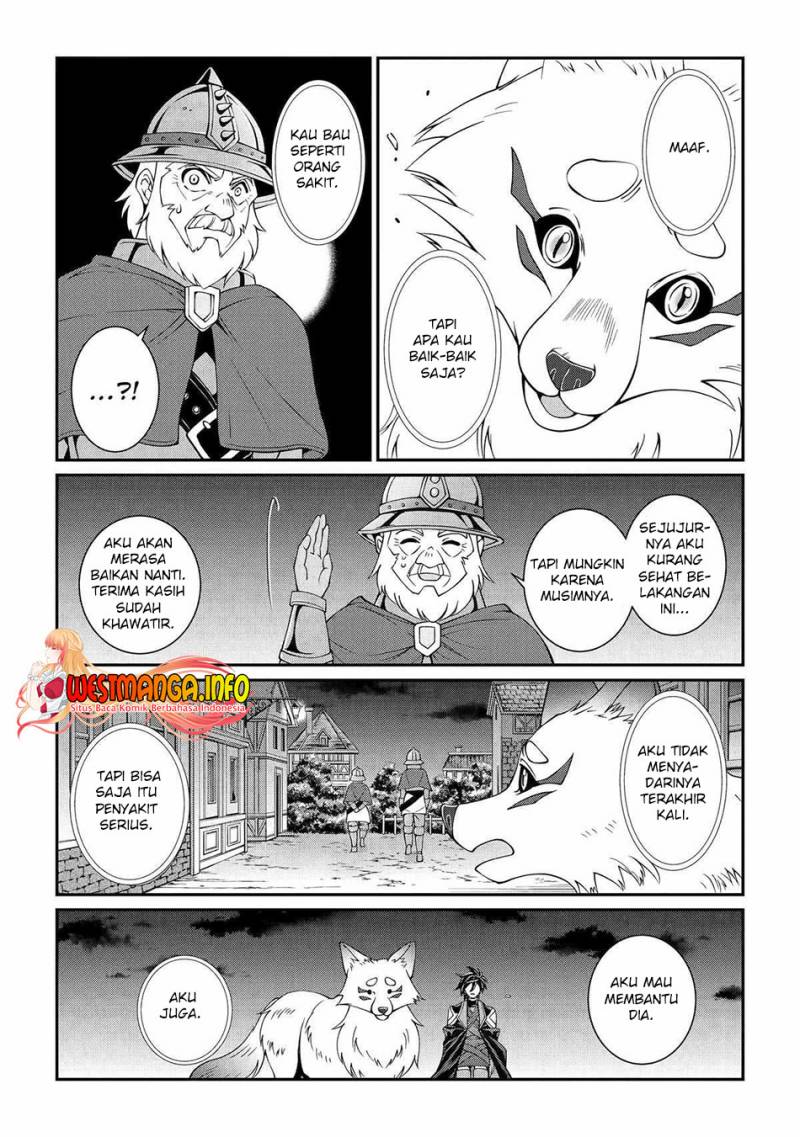 MAAF.
TAPI
APA KAU
BAIK-BAIK
SAJA?
KAU BAU
SEPERTI
ORANG
SAKIT.
...?!
SEJUJUR-
NYA AKU
KURANG
SEHAT BE-
LAKANGAN
INI...
TAPI MUNGKIN
KARENA
MUSIMNYA.
AKU AKAN
MERASA
BAIKAN NANTI.
TERIMA KASIH
SUDAH
KHAWATIR.
WESTMANGA.INFO
Situs Baca Komik Berbahasa Indonesia
AKU TIDAK
MENYA-
DARINYA
TERAKHIR
KALI.
TAPI BISA
SAJA ITU
PENYAKIT
SERIUS.
AKU MAU
MEMBANTU
DIA.
AKU
JUGA.